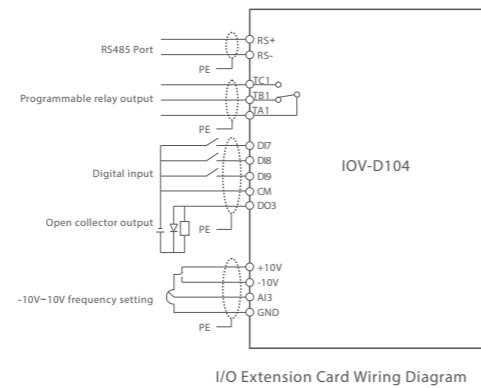 RS485 Port
RS+
RS-
PE
Programmable relay output
TC1
TB1
TA1
PE
Digital input
DI7
DI8
DI9
CM
DO3
Open collector output
PE
IOV-D104
-10V~10V frequency setting
+10V
-10V
AI3
GND
PE
I/O Extension Card Wiring Diagram